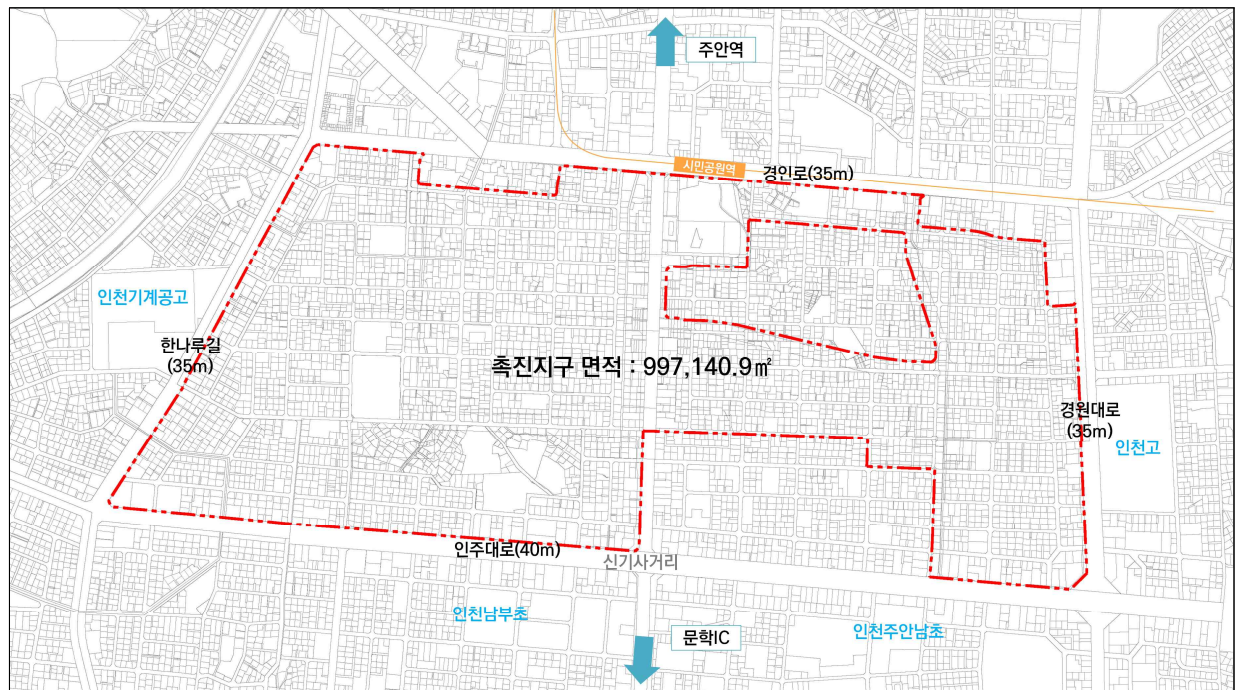 주안역
시민공원역
경인로(35m)
인천기계공고
한나루길
(35m)
촉진지구 면적 : 997,140.9㎡
경원대로
(35m)
인천고
인주대로(40m)
신기사거리
인천남부초
문학IC
인천주안남초